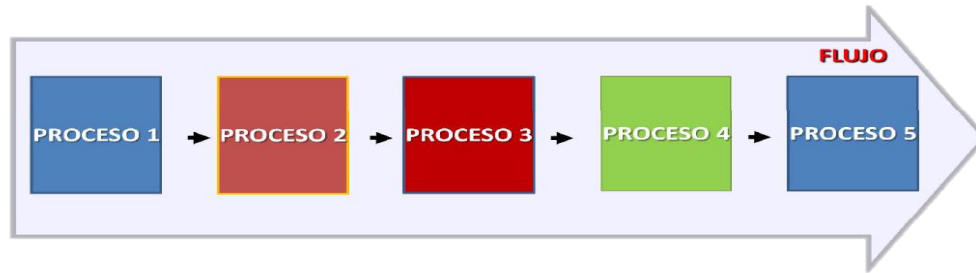 FLUJO
PROCESO 1
PROCESO 2
PROCESO 3
PROCESO 4
PROCESO 5